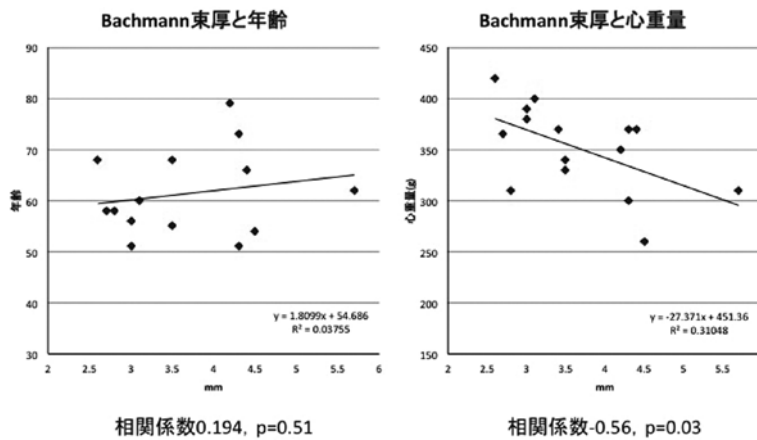 Bachmann束厚と年齢
90
80
70
60
50
40
30
年齢
2 2.5 3 3.5 4 4.5 5 5.5 6
mm
y = 1.8099x + 54.686
R² = 0.03755
相関係数0.194, p=0.51
Bachmann束厚と心重量
450
400
350
300
250
200
150
心重量(g)
2 2.5 3 3.5 4 4.5 5 5.5
mm
y = -27.371x + 451.36
R² = 0.31048
相関係数-0.56, p=0.03